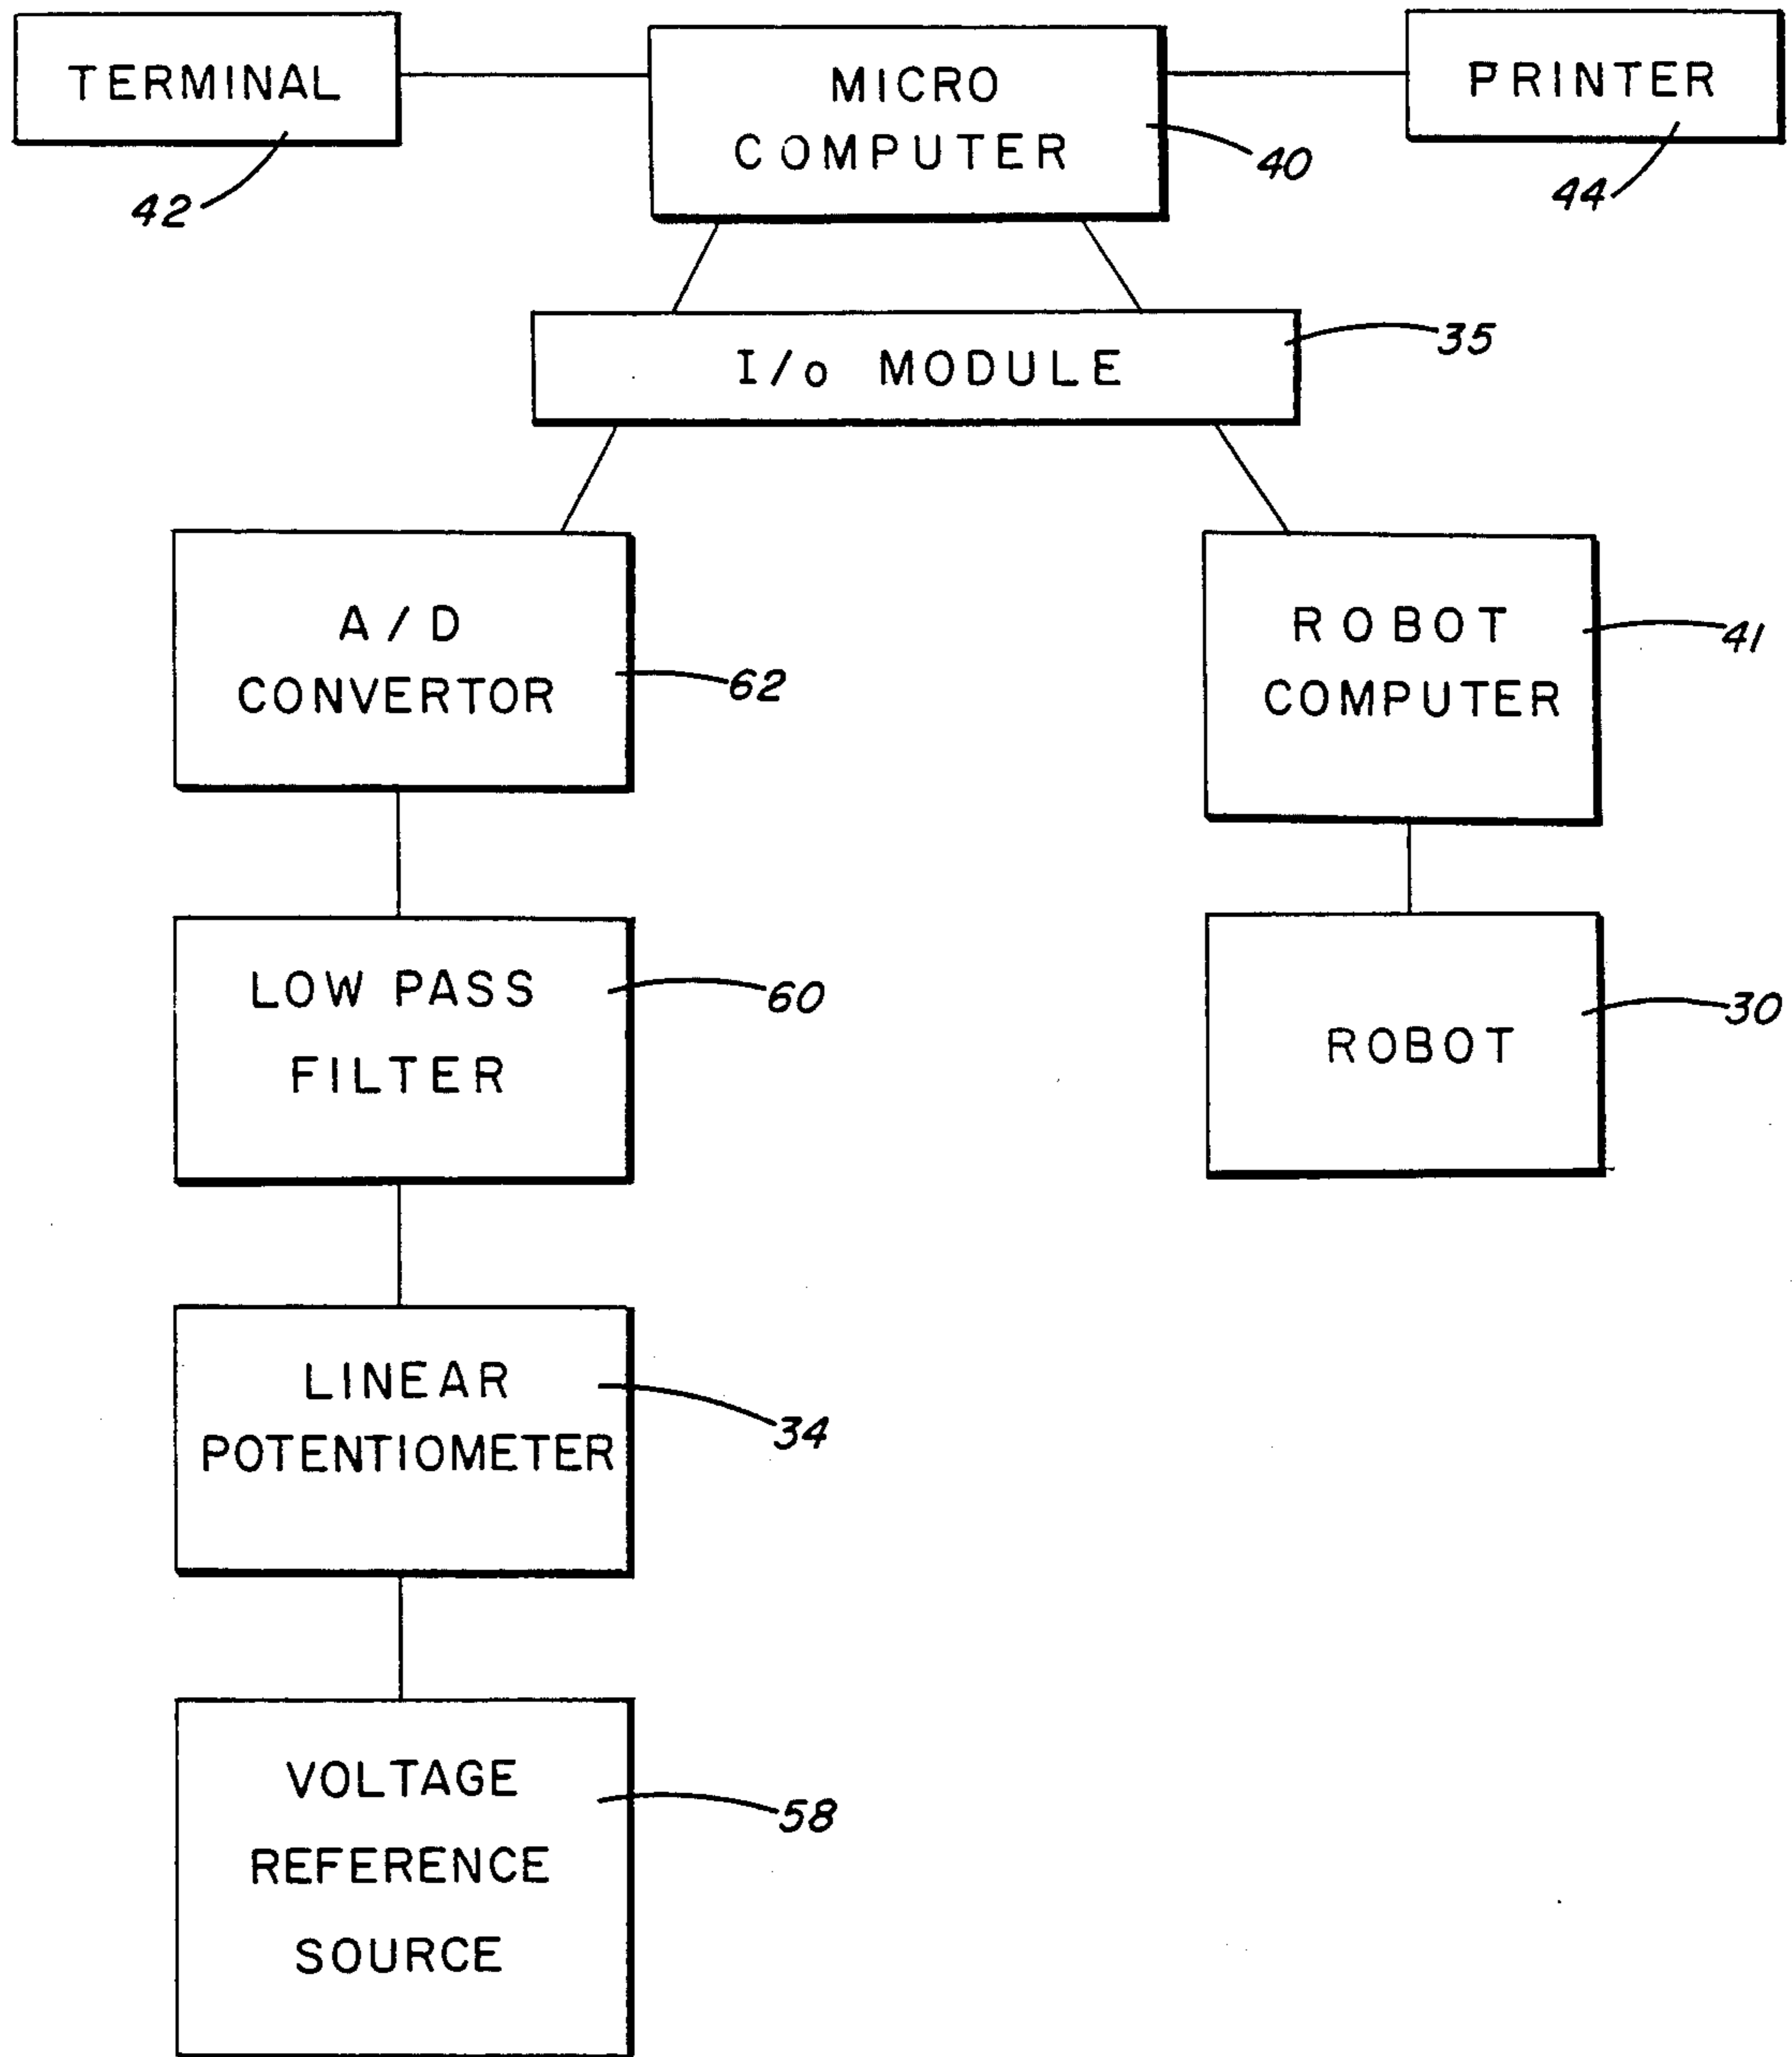 TERMINAL
42
MICRO
COMPUTER
40
PRINTER
44
I/o MODULE
35
A/D
CONVERTOR
62
ROBOT
COMPUTER
41
LOW PASS
FILTER
60
ROBOT
30
LINEAR
POTENTIOMETER
34
VOLTAGE
REFERENCE
SOURCE
58